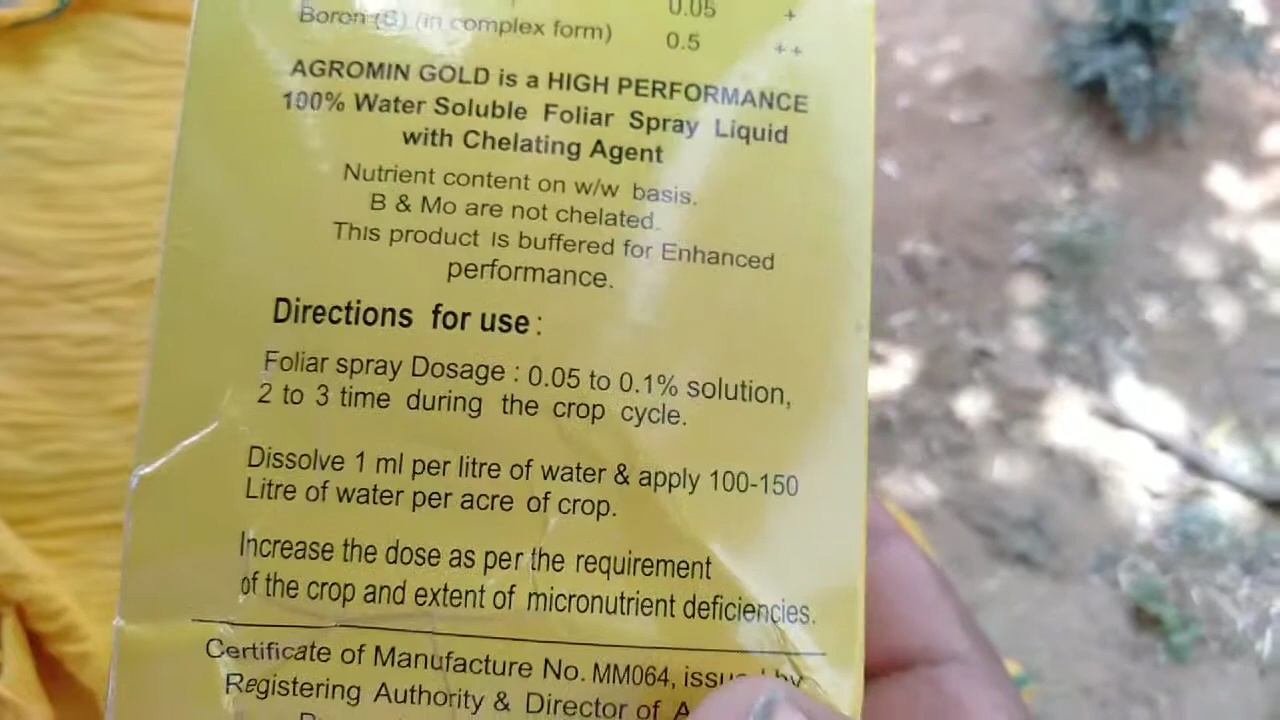 0.05 +
Boron (B) (in complex form) 0.5 ++
AGROMIN GOLD is a HIGH PERFORMANCE
100% Water Soluble Foliar Spray Liquid
with Chelating Agent
Nutrient content on w/w basis.
B & Mo are not chelated.
This product is buffered for Enhanced
performance.
Directions for use :
Foliar spray Dosage : 0.05 to 0.1% solution,
2 to 3 time during the crop cycle.
Dissolve 1 ml per litre of water & apply 100-150
Litre of water per acre of crop.
Increase the dose as per the requirement
of the crop and extent of micronutrient deficiencies.
Certificate of Manufacture No. MM064, issued by
Registering Authority & Director of